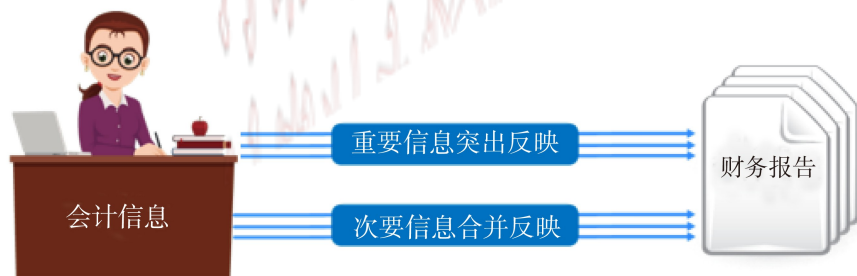 重要信息突出反映
财务报告
会计信息
次要信息合并反映